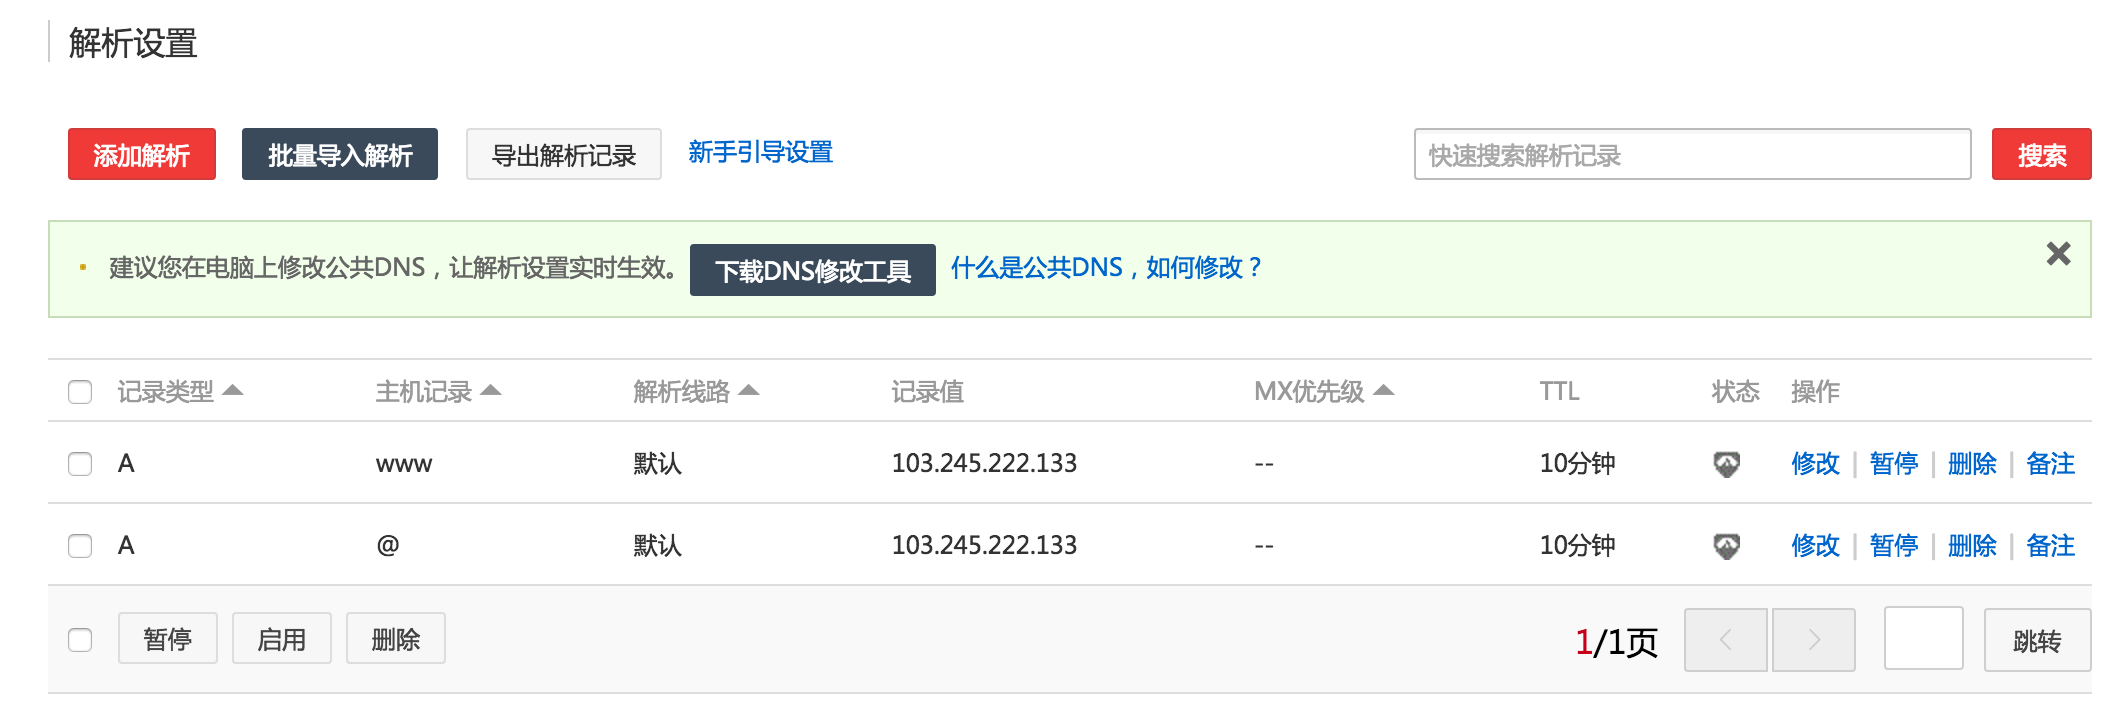 解析设置
添加解析 批量导入解析 导出解析记录 新手引导设置 快速搜索解析记录 搜索
建议您在电脑上修改公共DNS，让解析设置实时生效。 下载DNS修改工具 什么是公共DNS，如何修改？
记录类型 主机记录 解析线路 记录值 MX优先级 TTL 状态 操作
A www 默认 103.245.222.133 -- 10分钟 修改 | 暂停 | 删除 | 备注
A @ 默认 103.245.222.133 -- 10分钟 修改 | 暂停 | 删除 | 备注
暂停 启用 删除 1/1页 < > 跳转